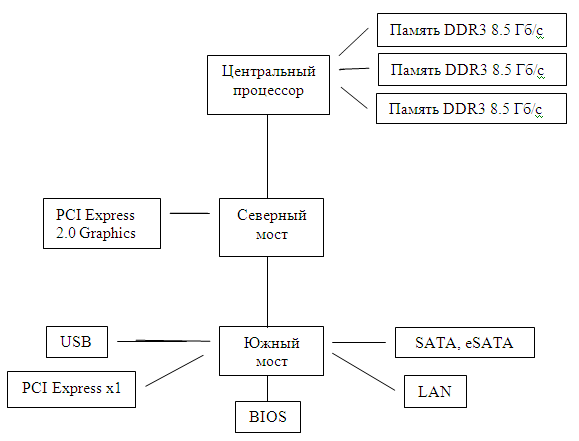 Память DDR3 8.5 Гб/с
Центральный
процессор
Память DDR3 8.5 Гб/с
Память DDR3 8.5 Гб/с
PCI Express
2.0 Graphics
Северный
мост
USB
Южный
мост
SATA, eSATA
PCI Express x1
LAN
BIOS